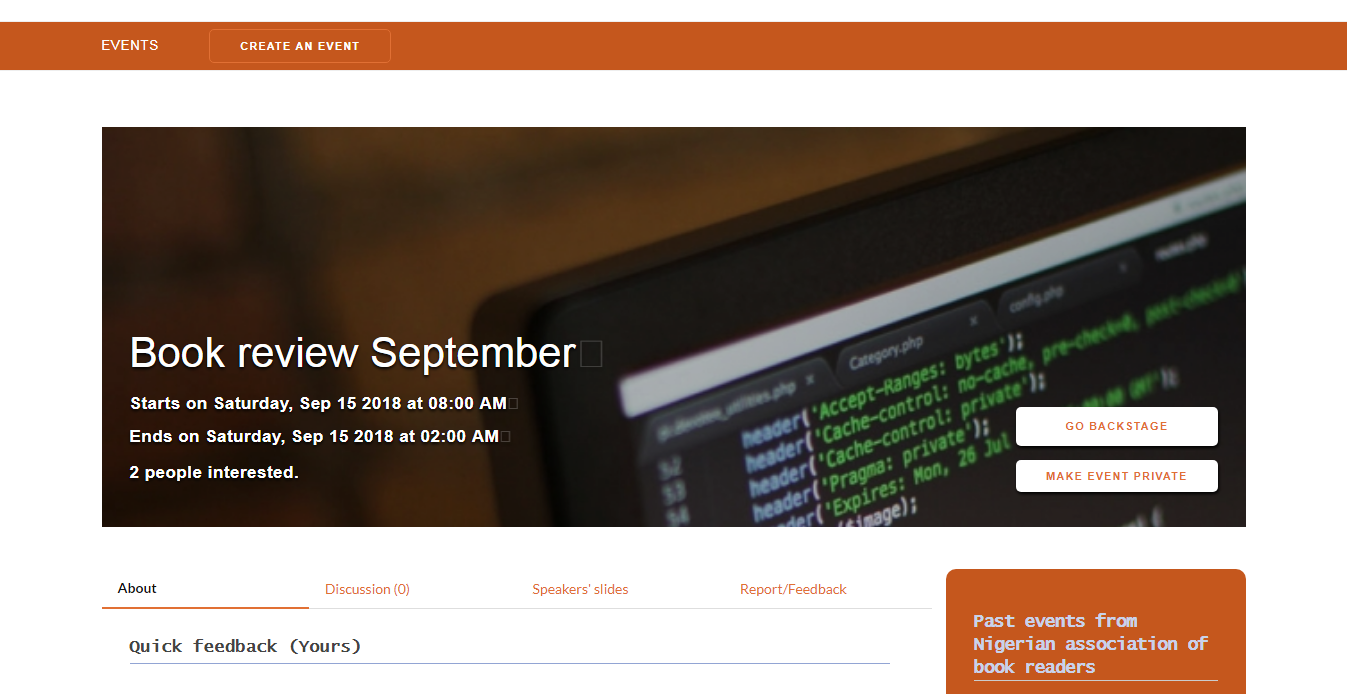 EVENTS
CREATE AN EVENT
Category.php
config.php
52
53
54
header('Accept-Ranges: bytes');
header('Cache-control: no-cache, pre-check=0, post-check=0
header('Cache-control: private');
header('Pragma: private');
header('Expires: Mon, 26 Jul
Book review September
Starts on Saturday, Sep 15 2018 at 08:00 AM
Ends on Saturday, Sep 15 2018 at 02:00 AM
2 people interested.
GO BACKSTAGE
MAKE EVENT PRIVATE
About
Discussion (0)
Speakers' slides
Report/Feedback
Quick feedback (Yours)
Past events from
Nigerian association of
book readers